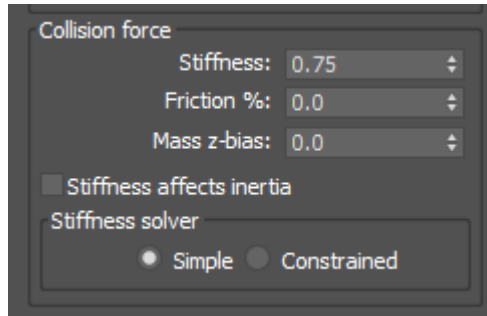 Collision force
Stiffness: 0.75
Friction %: 0.0
Mass z-bias: 0.0
Stiffness affects inertia
Stiffness solver
Simple Constrained